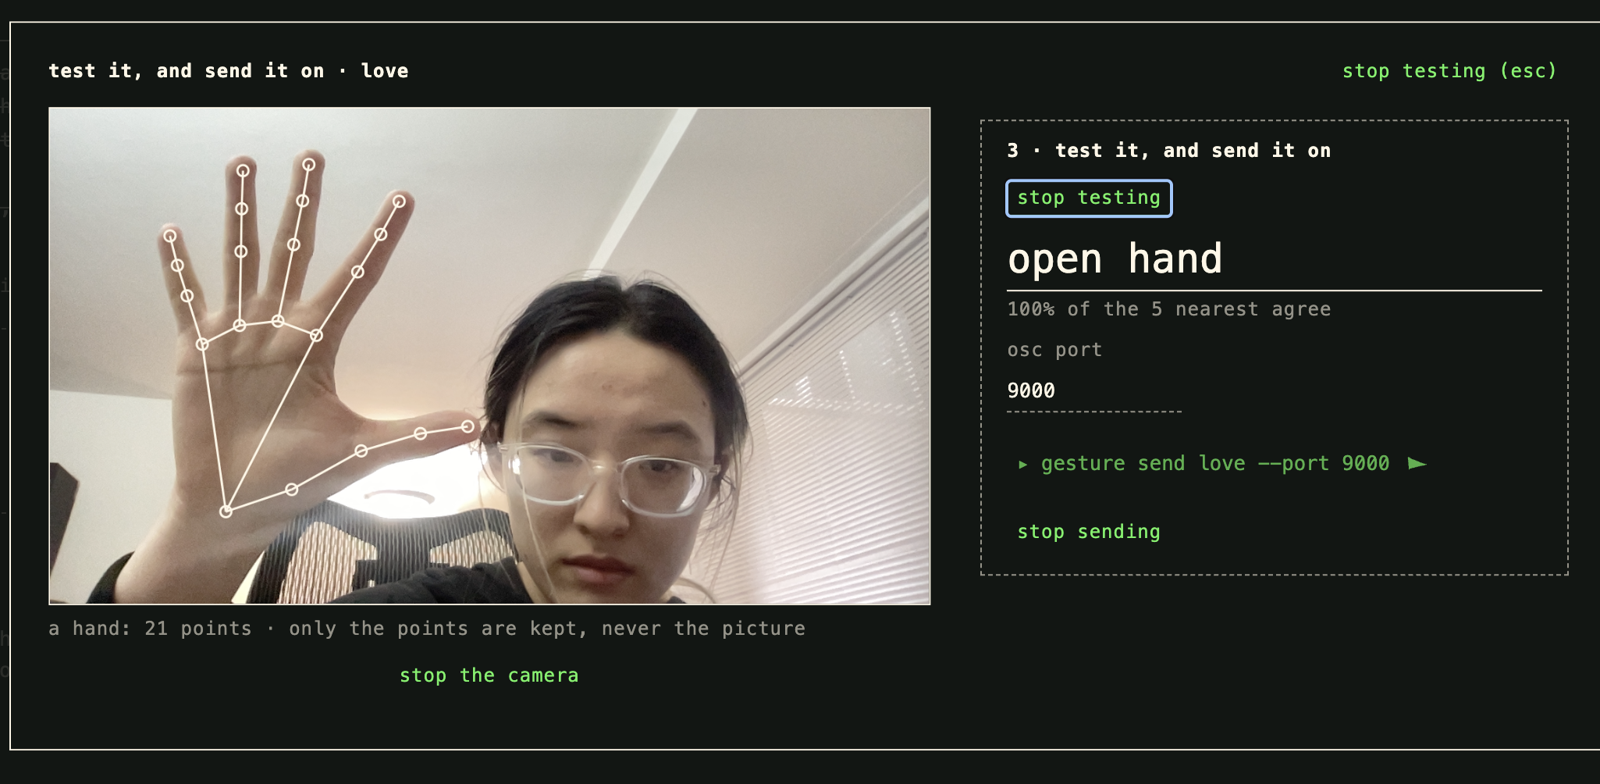 test it, and send it on · love
stop testing (esc)
3 · test it, and send it on
stop testing
open hand
100% of the 5 nearest agree
osc port
9000
▸ gesture send love --port 9000 ►
stop sending
a hand: 21 points · only the points are kept, never the picture
stop the camera